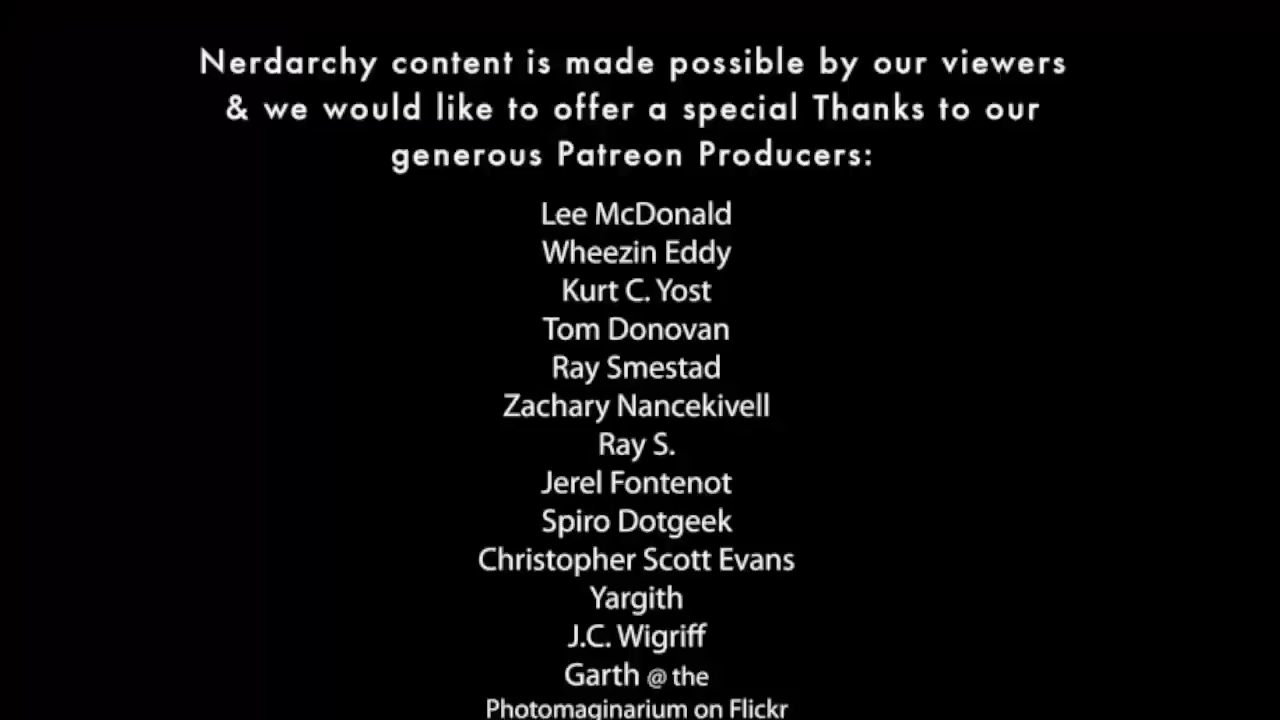 Nerdarchy content is made possible by our viewers
& we would like to offer a special Thanks to our
generous Patreon Producers:
Lee McDonald
Wheezin Eddy
Kurt C. Yost
Tom Donovan
Ray Smestad
Zachary Nancekivell
Ray S.
Jerel Fontenot
Spiro Dotgeek
Christopher Scott Evans
Yargith
J.C. Wigriff
Garth @ the
Photomaginarium on Flickr